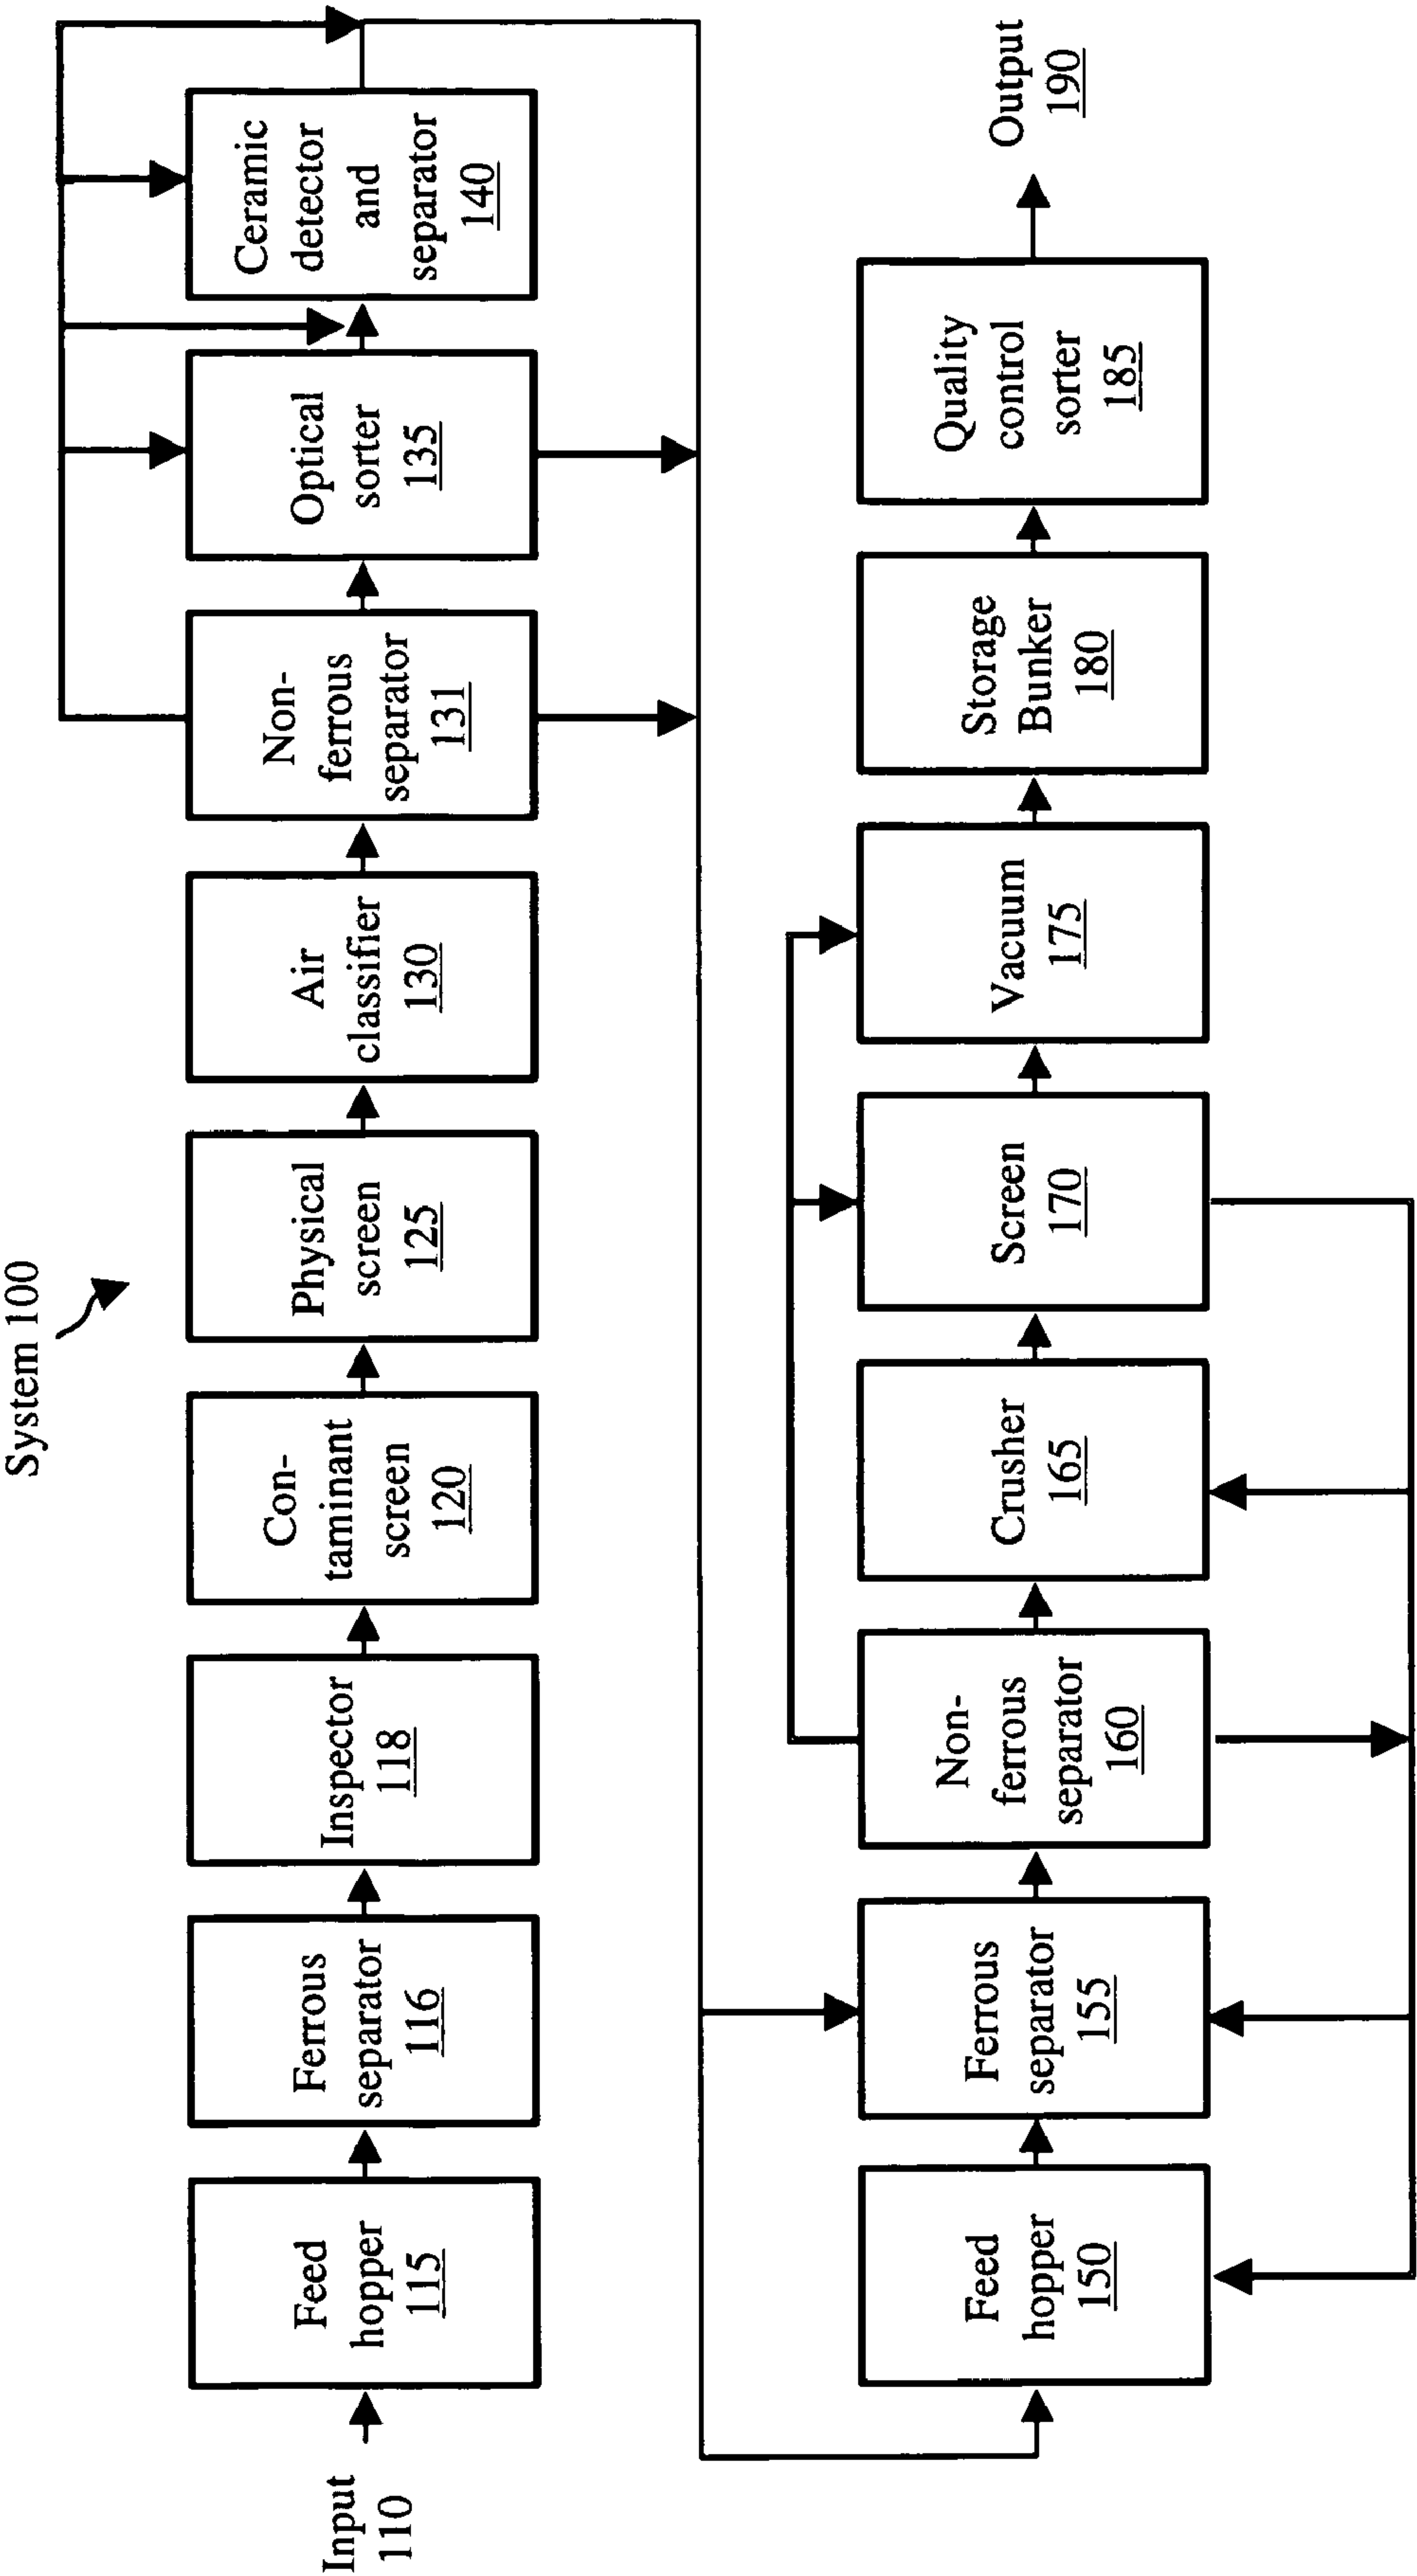 System 100
Input
110
Feed
hopper
115
Ferrous
separator
116
Inspector
118
Con-
taminant
screen
120
Physical
screen
125
Air
classifier
130
Non-
ferrous
separator
131
Optical
sorter
135
Ceramic
detector
and
separator
140
Feed
hopper
150
Ferrous
separator
155
Non-
ferrous
separator
160
Crusher
165
Screen
170
Vacuum
175
Storage
Bunker
180
Quality
control
sorter
185
Output
190